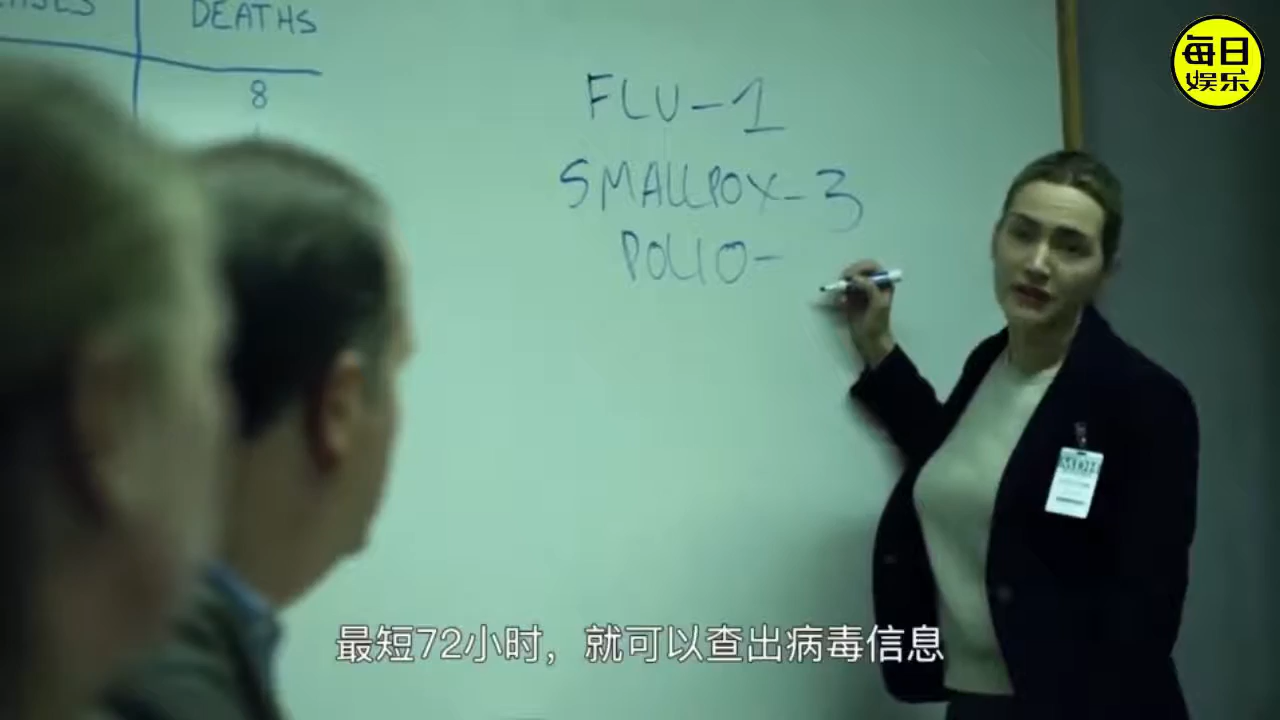 DEATHS
8
FLU-1
SMALLPOX-3
POLIO-
每日
娱乐
最短72小时，就可以查出病毒信息